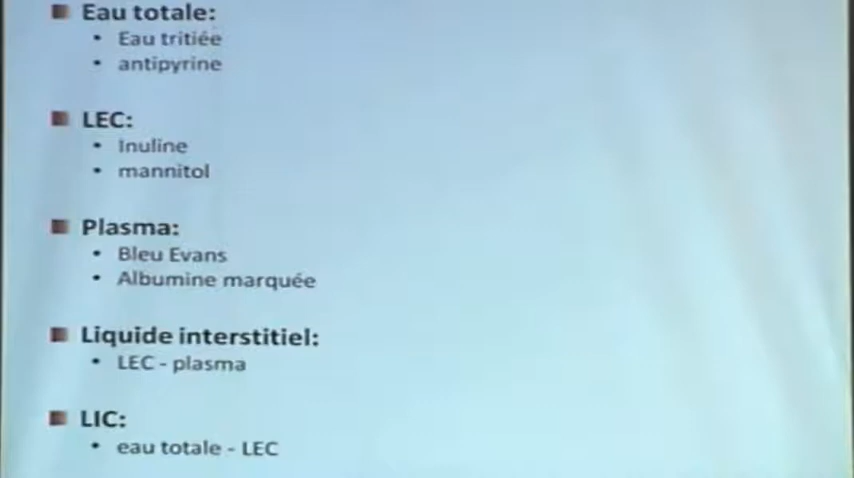 Eau totale:
• Eau tritiée
• antipyrine
LEC:
• Inuline
• mannitol
Plasma:
• Bleu Evans
• Albumine marquée
Liquide interstitiel:
• LEC - plasma
LIC:
• eau totale - LEC